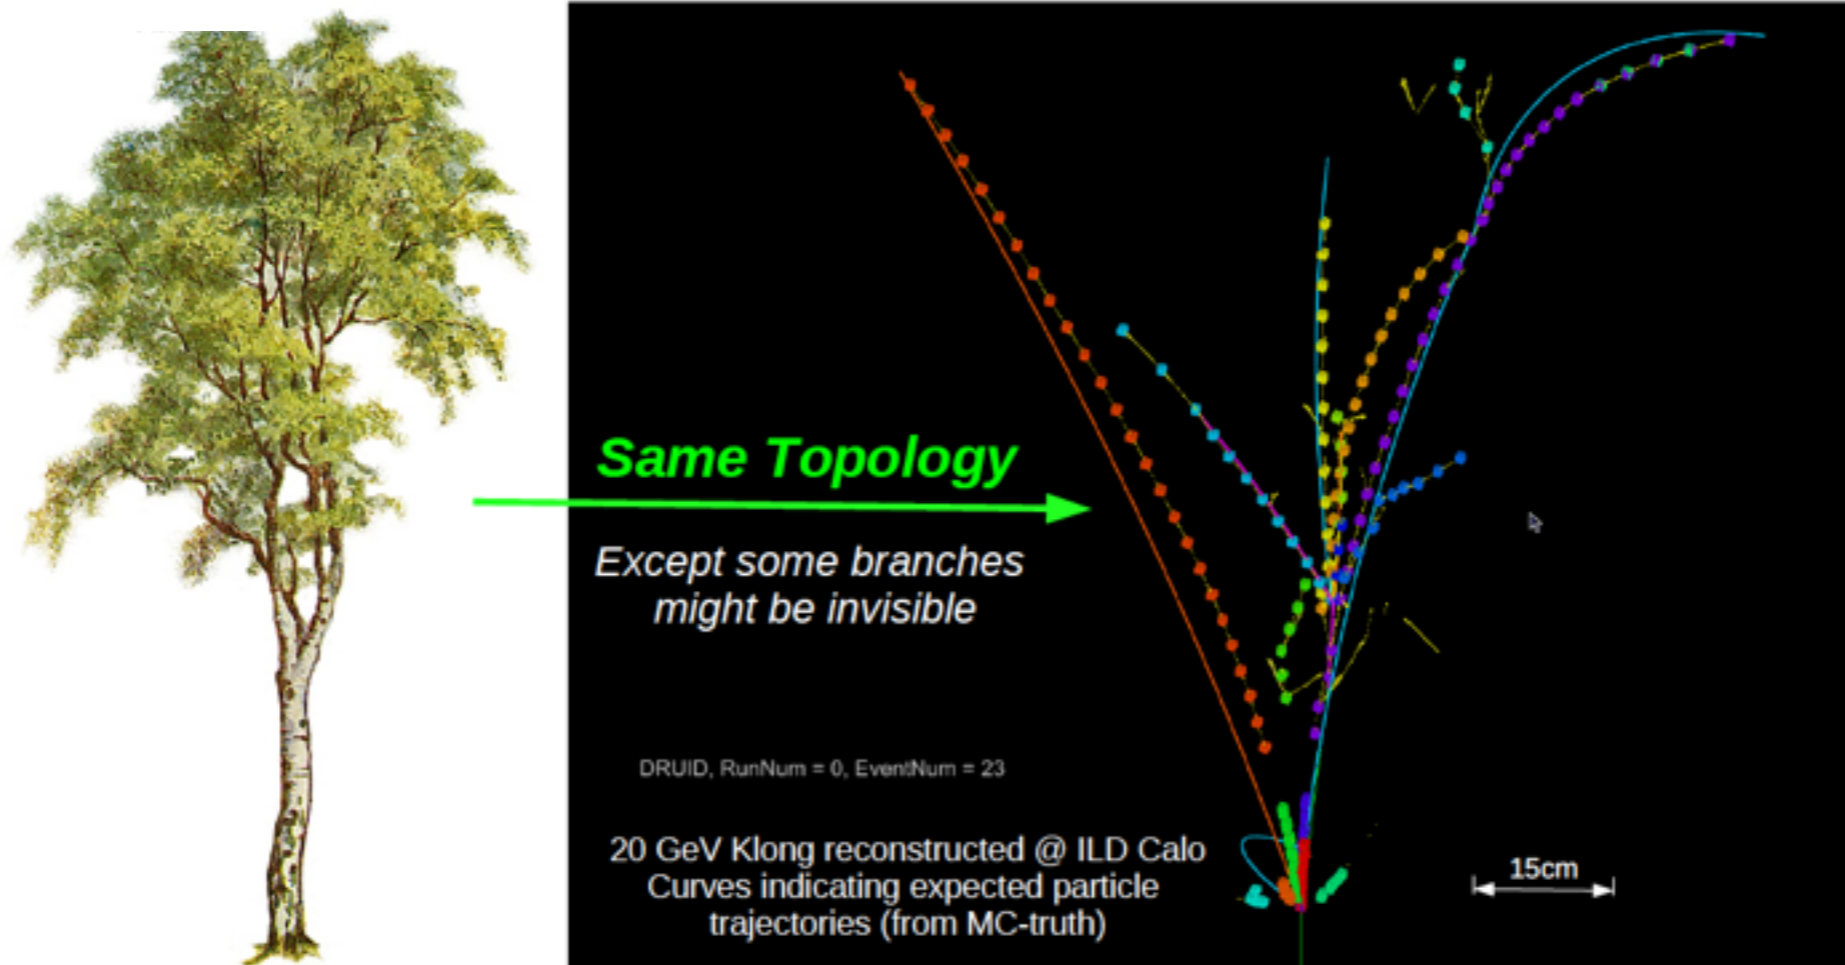 Same Topology
Except some branches
might be invisible
DRUID, RunNum = 0, EventNum = 23
20 GeV Klong reconstructed @ ILD Calo
Curves indicating expected particle
trajectories (from MC-truth)
15cm